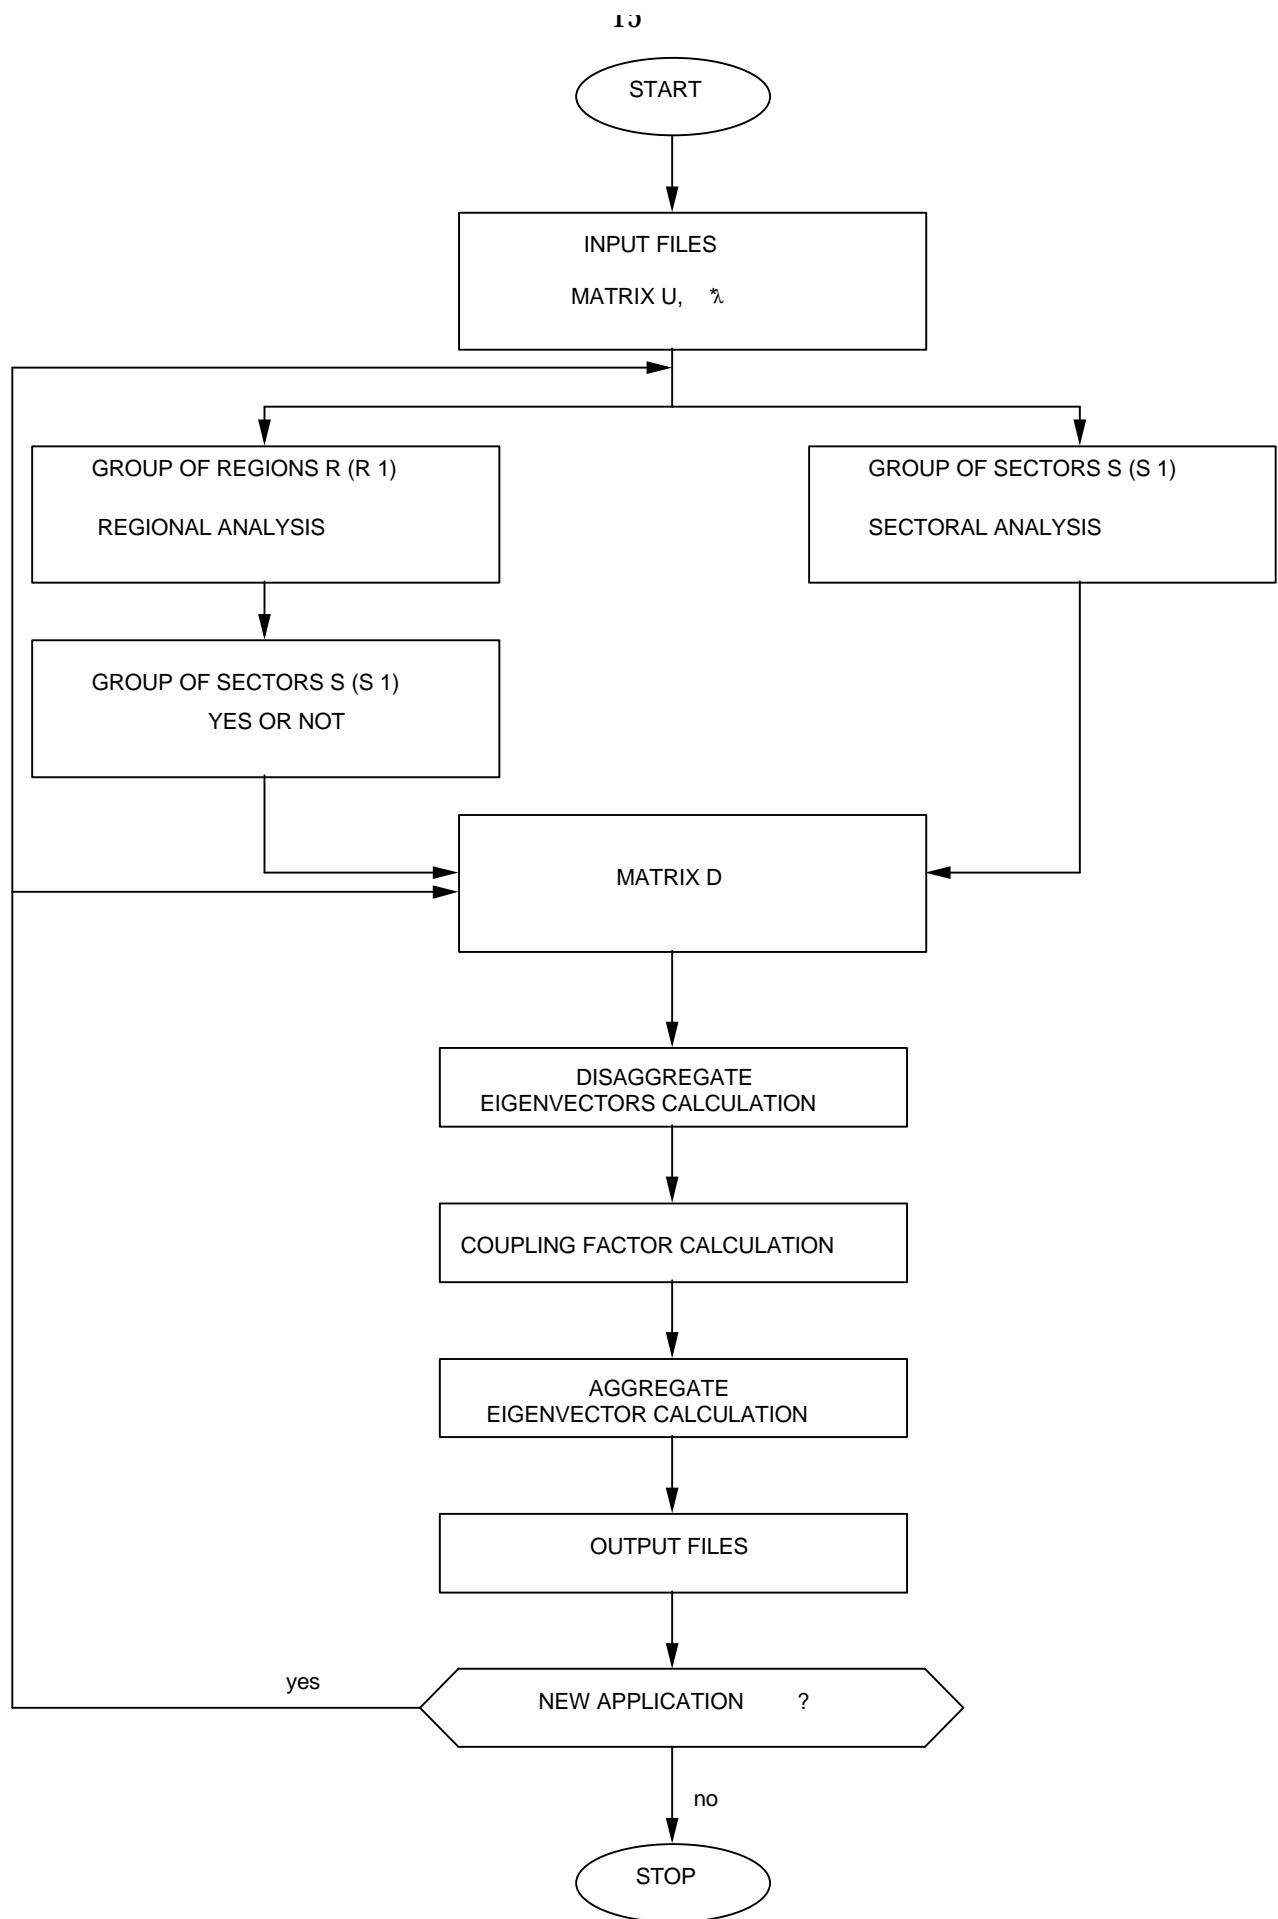 15
START
INPUT FILES
MATRIX U, *λ
GROUP OF REGIONS R (R 1)
REGIONAL ANALYSIS
GROUP OF SECTORS S (S 1)
SECTORAL ANALYSIS
GROUP OF SECTORS S (S 1)
YES OR NOT
MATRIX D
DISAGGREGATE
EIGENVECTORS CALCULATION
COUPLING FACTOR CALCULATION
AGGREGATE
EIGENVECTOR CALCULATION
OUTPUT FILES
yes
NEW APPLICATION ?
no
STOP